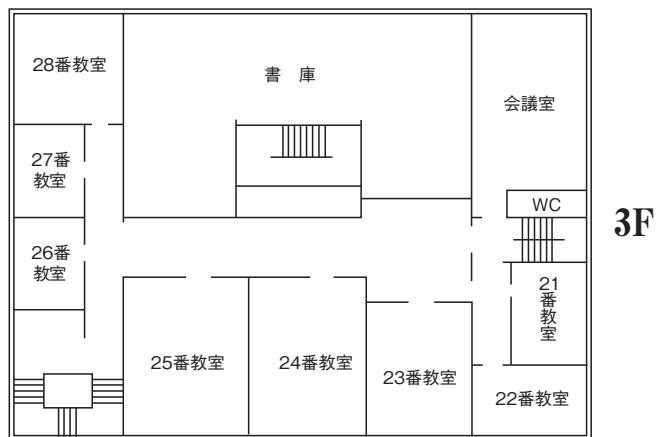 28番教室
書　庫
会議室
27番
教室
WC
3F
26番
教室
21
番
教
室
25番教室
24番教室
23番教室
22番教室